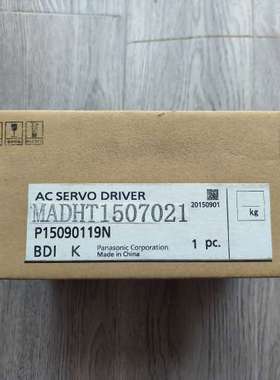 AC SERVO DRIVER
20150901
MADHT1507021
kg
P15090119N
BDI K
Panasonic Corporation
Made in China
1 pc.